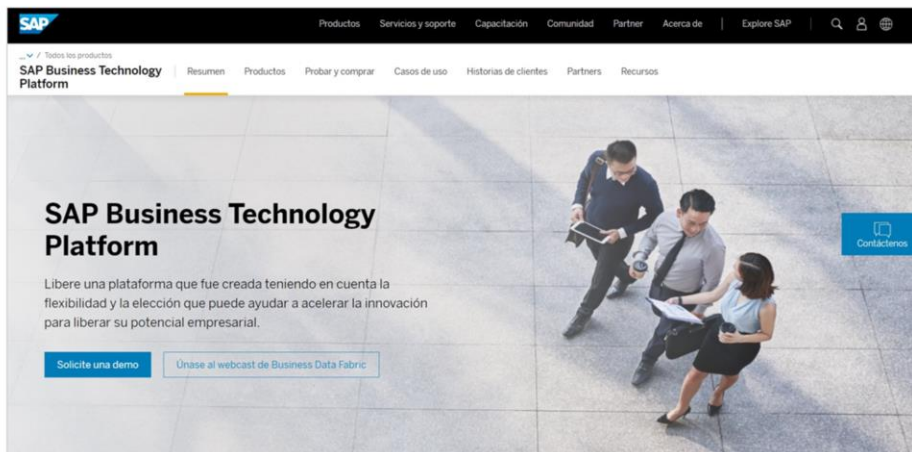 SAP
Productos Servicios y soporte Capacitación Comunidad Partner Acerca de Explore SAP
/ Todos los productos
SAP Business Technology Platform
Resumen Productos Probar y comprar Casos de uso Historias de clientes Partners Recursos
SAP Business Technology
Platform
Libere una plataforma que fue creada teniendo en cuenta la
flexibilidad y la elección que puede ayudar a acelerar la innovación
para liberar su potencial empresarial.
Contáctenos
Solicite una demo Únase al webcast de Business Data Fabric